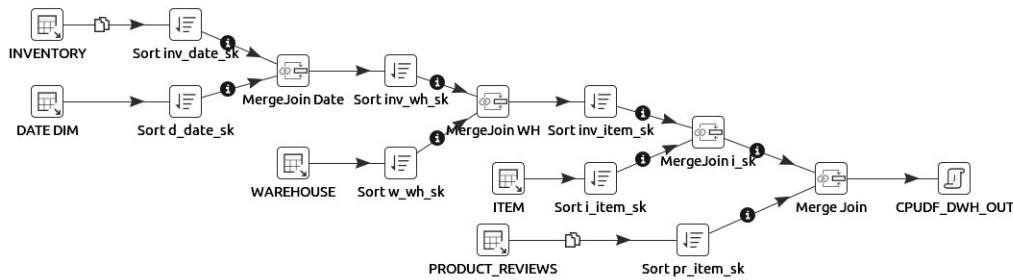 INVENTORY
Sort inv_date_sk
DATE DIM
Sort d_date_sk
MergeJoin Date
Sort inv_wh_sk
MergeJoin WH
Sort inv_item_sk
MergeJoin i_sk
WAREHOUSE
Sort w_wh_sk
ITEM
Sort i_item_sk
Merge Join
CPUDF_DWH_OUT
PRODUCT_REVIEWS
Sort pr_item_sk